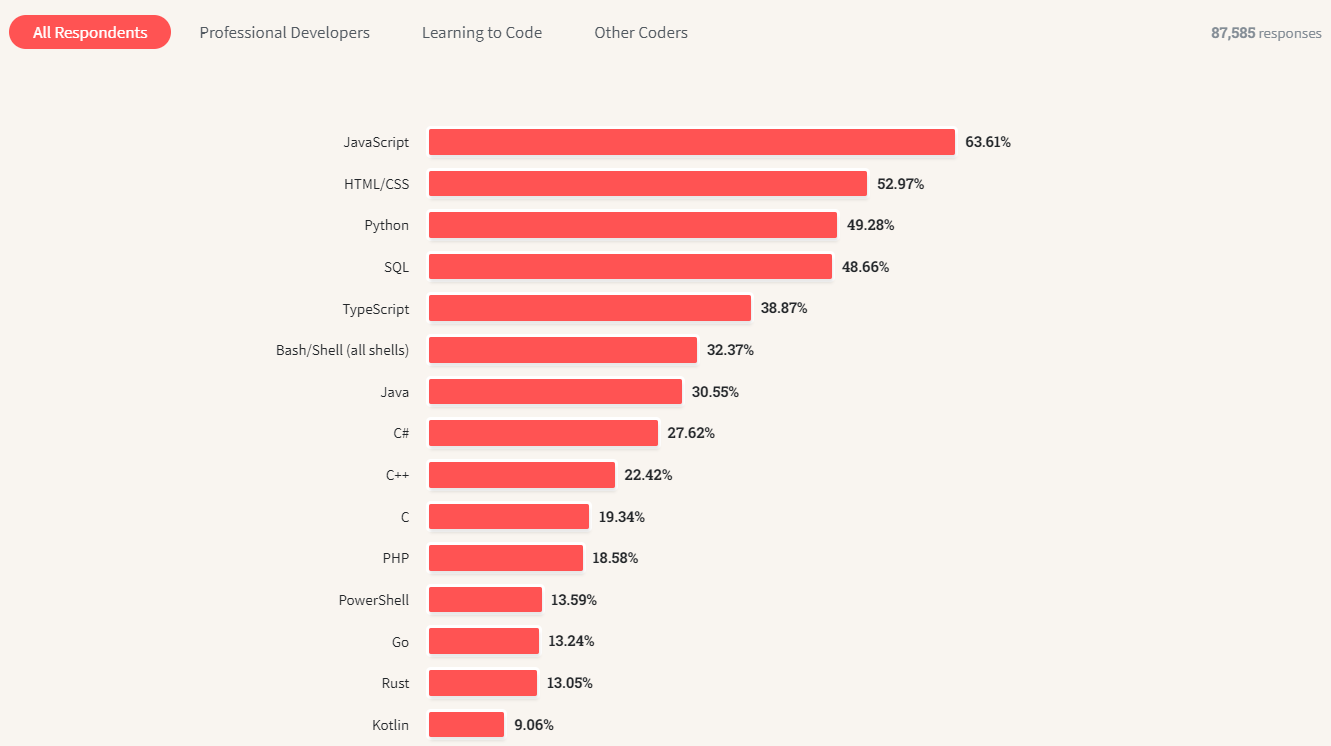 All Respondents Professional Developers Learning to Code Other Coders 87,585 responses
JavaScript 63.61%
HTML/CSS 52.97%
Python 49.28%
SQL 48.66%
TypeScript 38.87%
Bash/Shell (all shells) 32.37%
Java 30.55%
C# 27.62%
C++ 22.42%
C 19.34%
PHP 18.58%
PowerShell 13.59%
Go 13.24%
Rust 13.05%
Kotlin 9.06%